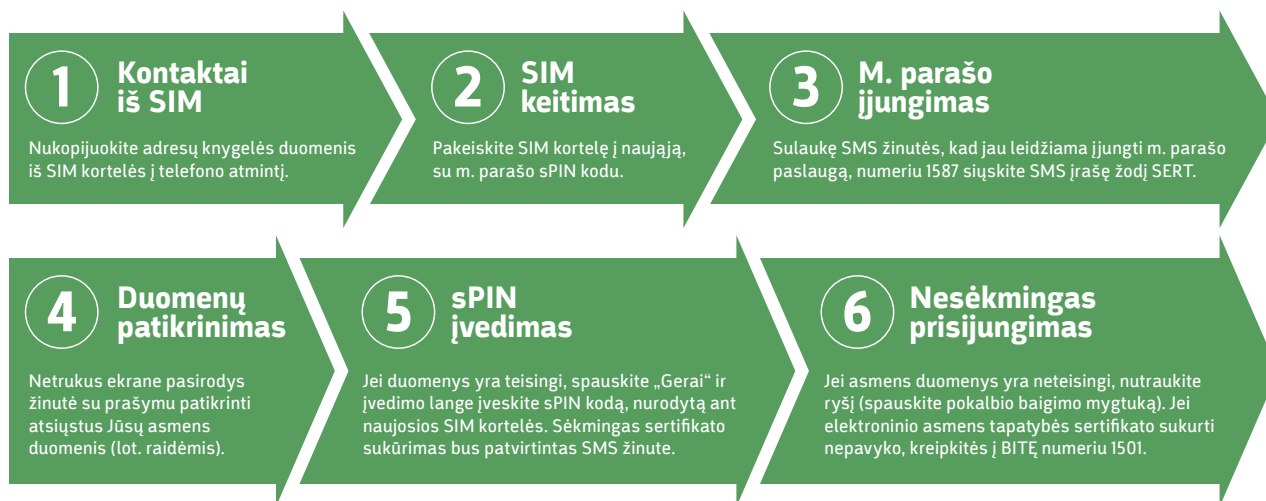 1
Kontaktai
iš SIM
Nukopijuokite adresų knygelės duomenis
iš SIM kortelės į telefono atmintį.
2
SIM
keitimas
Pakeiskite SIM kortelę į naująją,
su m. parašo sPIN kodu.
3
M. parašo
įjungimas
Sulaukę SMS žinutės, kad jau leidžiama įjungti m. parašo
paslaugą, numeriu 1587 siųskite SMS įrašę žodį SERT.
4
Duomenų
patikrinimas
Netrukus ekrane pasirodys
žinutė su prašymu patikrinti
atsiųstus Jūsų asmens
duomenis (lot. raidėmis).
5
sPIN
įvedimas
Jei duomenys yra teisingi, spauskite „Gerai“ ir
įvedimo lange įveskite sPIN kodą, nurodytą ant
naujosios SIM kortelės. Sėkmingas sertifikato
sukūrimas bus patvirtintas SMS žinute.
6
Nesėkmingas
prisijungimas
Jei asmens duomenys yra neteisingi, nutraukite
ryšį (spauskite pokalbio baigimo mygtuką). Jei
elektroninio asmens tapatybės sertifikato sukurti
nepavyko, kreipkitės į BITĘ numeriu 1501.